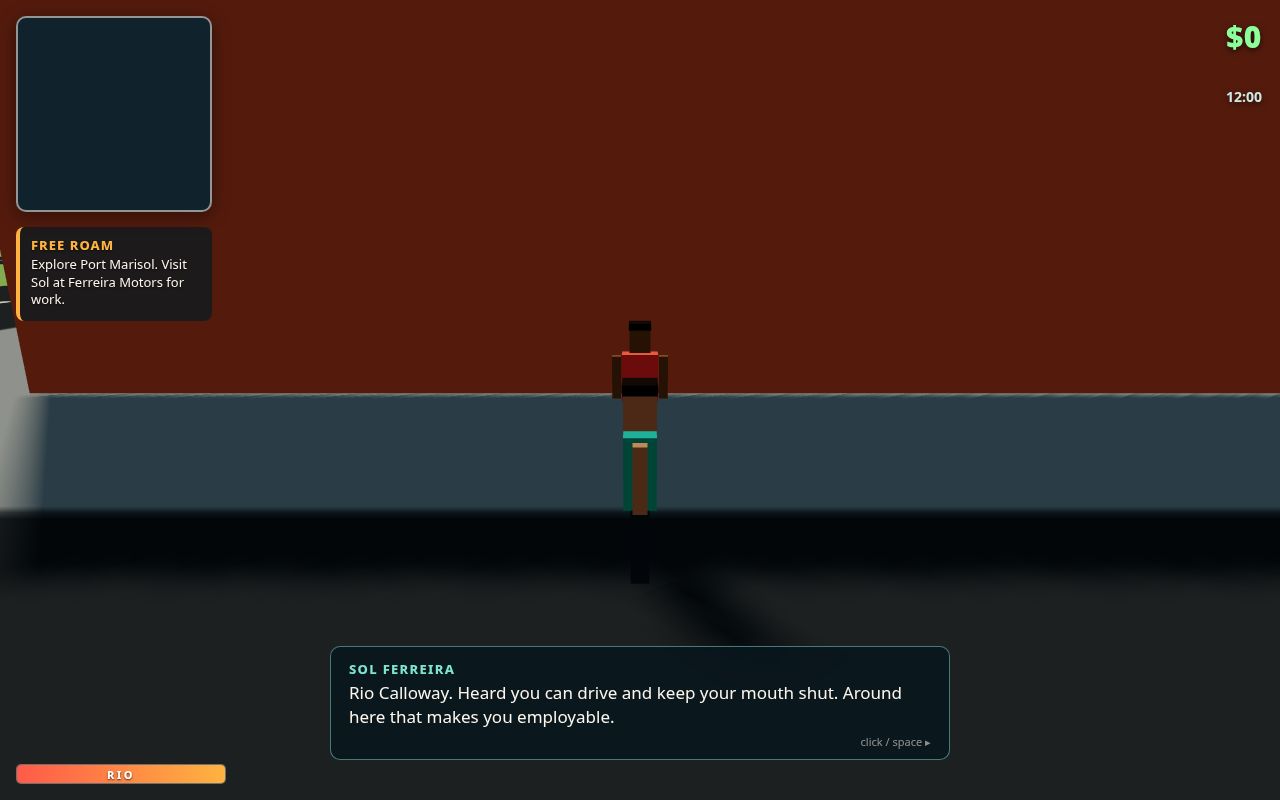 $0
12:00
FREE ROAM
Explore Port Marisol. Visit
Sol at Ferreira Motors for
work.
SOL FERREIRA
Rio Calloway. Heard you can drive and keep your mouth shut. Around
here that makes you employable.
click / space ▸
RIO